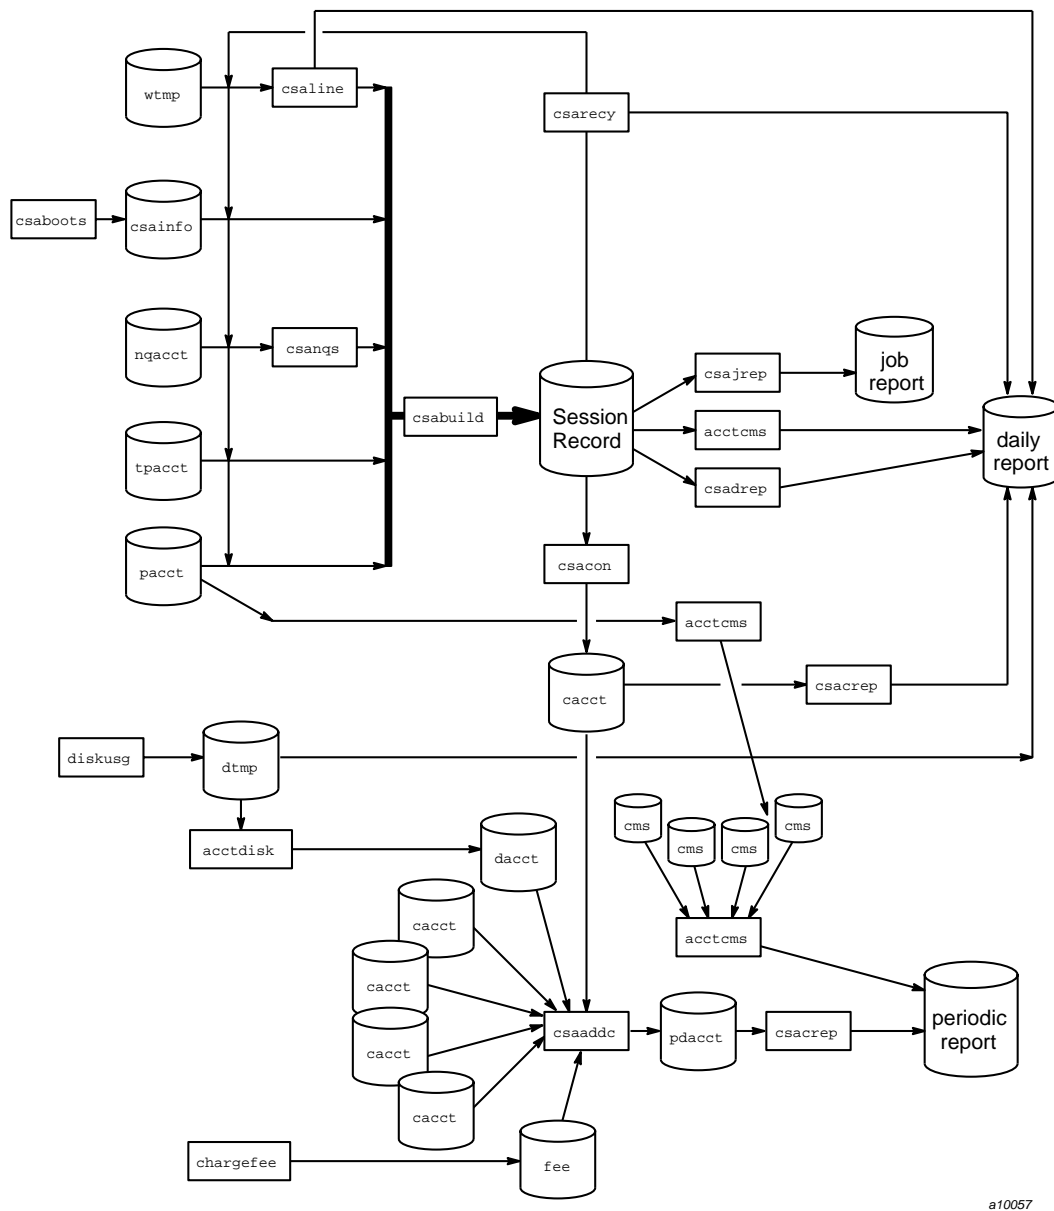 wtmp
csaline
csarecy
csaboots
csainfo
nqacct
csanqs
csajrep
job
report
csabuild
Session
Record
acctcms
daily
report
tpacct
csadrep
pacct
csacon
acctcms
cacct
csacrep
diskusg
dtmp
cms
cms
cms
cms
acctdisk
dacct
cacct
acctcms
cacct
csaaddc
pdacct
csacrep
periodic
report
cacct
cacct
chargefee
fee
a10057